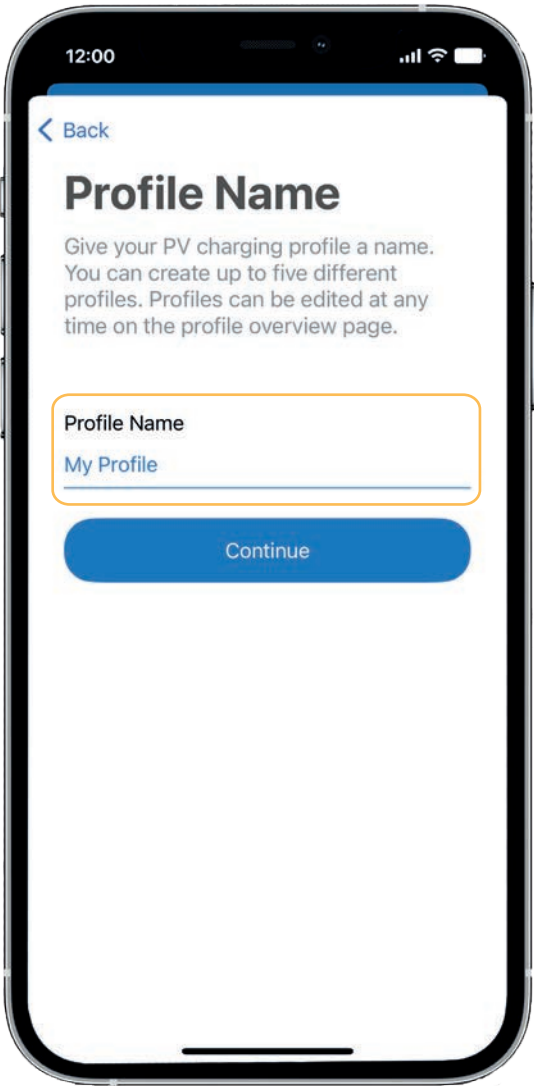 12:00
Back
Profile Name
Give your PV charging profile a name.
You can create up to five different
profiles. Profiles can be edited at any
time on the profile overview page.
Profile Name
My Profile
Continue